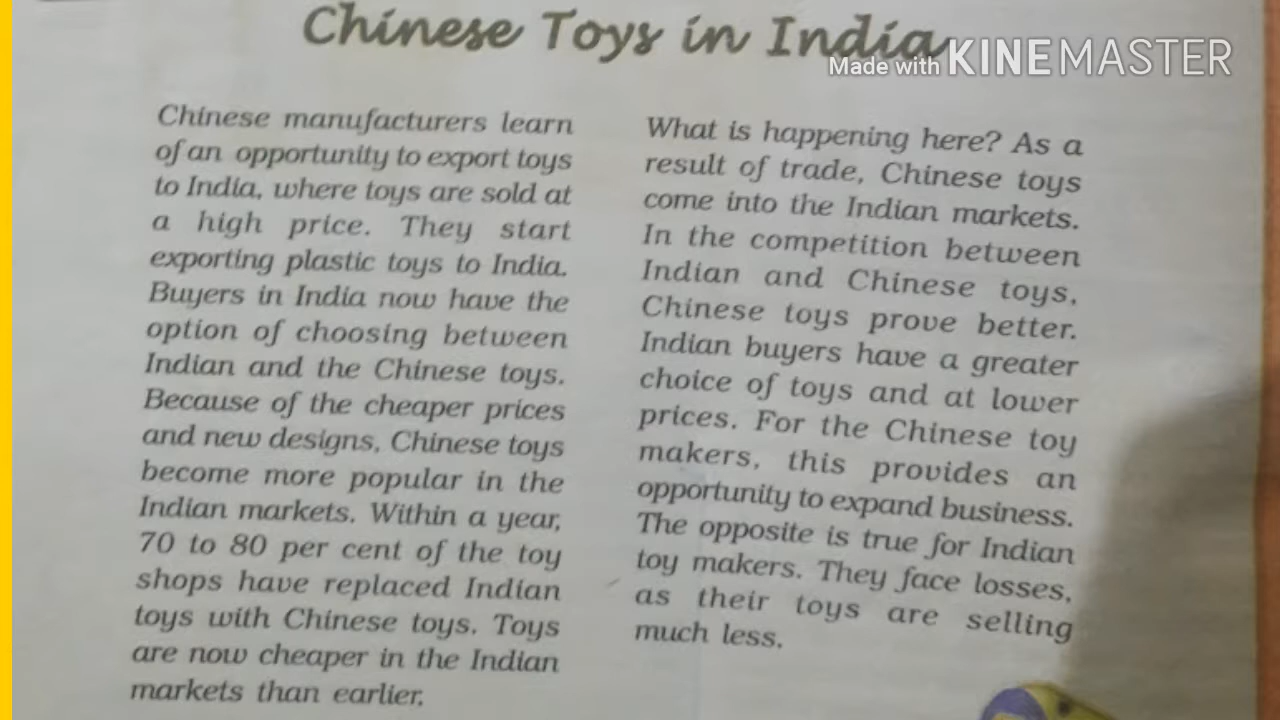 Chinese Toys in India
Made with KINEMASTER
Chinese manufacturers learn
of an opportunity to export toys
to India, where toys are sold at
a high price. They start
exporting plastic toys to India.
Buyers in India now have the
option of choosing between
Indian and the Chinese toys.
Because of the cheaper prices
and new designs, Chinese toys
become more popular in the
Indian markets. Within a year,
70 to 80 per cent of the toy
shops have replaced Indian
toys with Chinese toys. Toys
are now cheaper in the Indian
markets than earlier.
What is happening here? As a
result of trade, Chinese toys
come into the Indian markets.
In the competition between
Indian and Chinese toys,
Chinese toys prove better.
Indian buyers have a greater
choice of toys and at lower
prices. For the Chinese toy
makers, this provides an
opportunity to expand business.
The opposite is true for Indian
toy makers. They face losses,
as their toys are selling
much less.